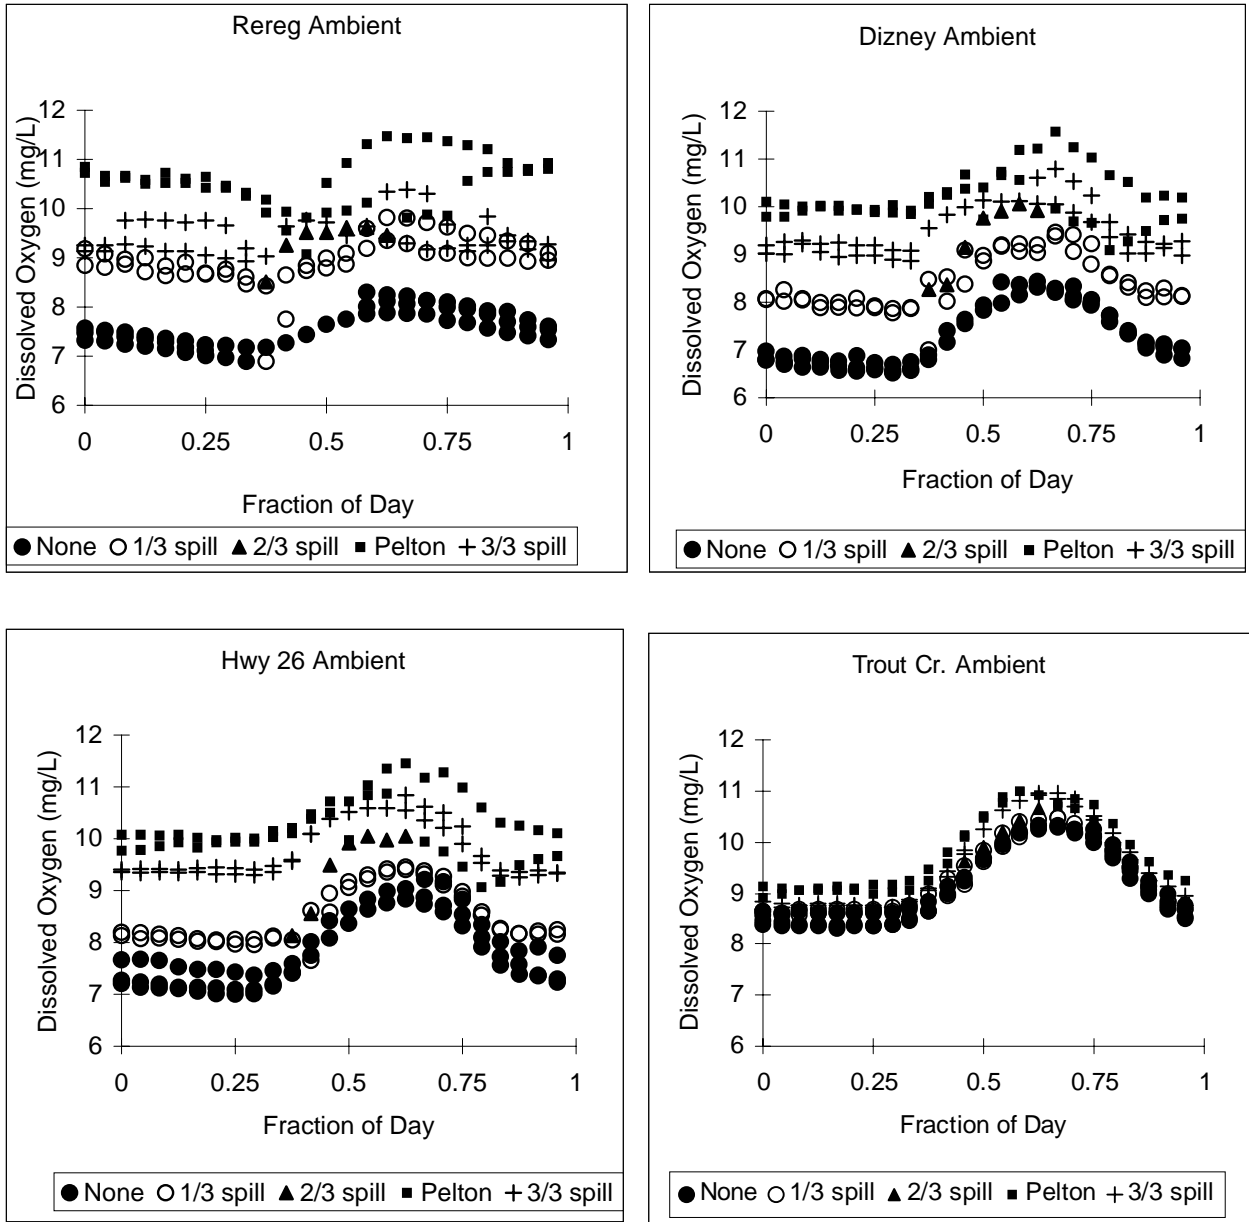 Rereg Ambient
Dissolved Oxygen (mg/L)
12
11
10
9
8
7
6
0 0.25 0.5 0.75 1
Fraction of Day
None 1/3 spill 2/3 spill Pelton 3/3 spill
Dizney Ambient
Dissolved Oxygen (mg/L)
12
11
10
9
8
7
6
0 0.25 0.5 0.75 1
Fraction of Day
None 1/3 spill 2/3 spill Pelton 3/3 spill
Hwy 26 Ambient
Dissolved Oxygen (mg/L)
12
11
10
9
8
7
6
0 0.25 0.5 0.75 1
Fraction of Day
None 1/3 spill 2/3 spill Pelton 3/3 spill
Trout Cr. Ambient
Dissolved Oxygen (mg/L)
12
11
10
9
8
7
6
0 0.25 0.5 0.75 1
Fraction of Day
None 1/3 spill 2/3 spill Pelton 3/3 spill